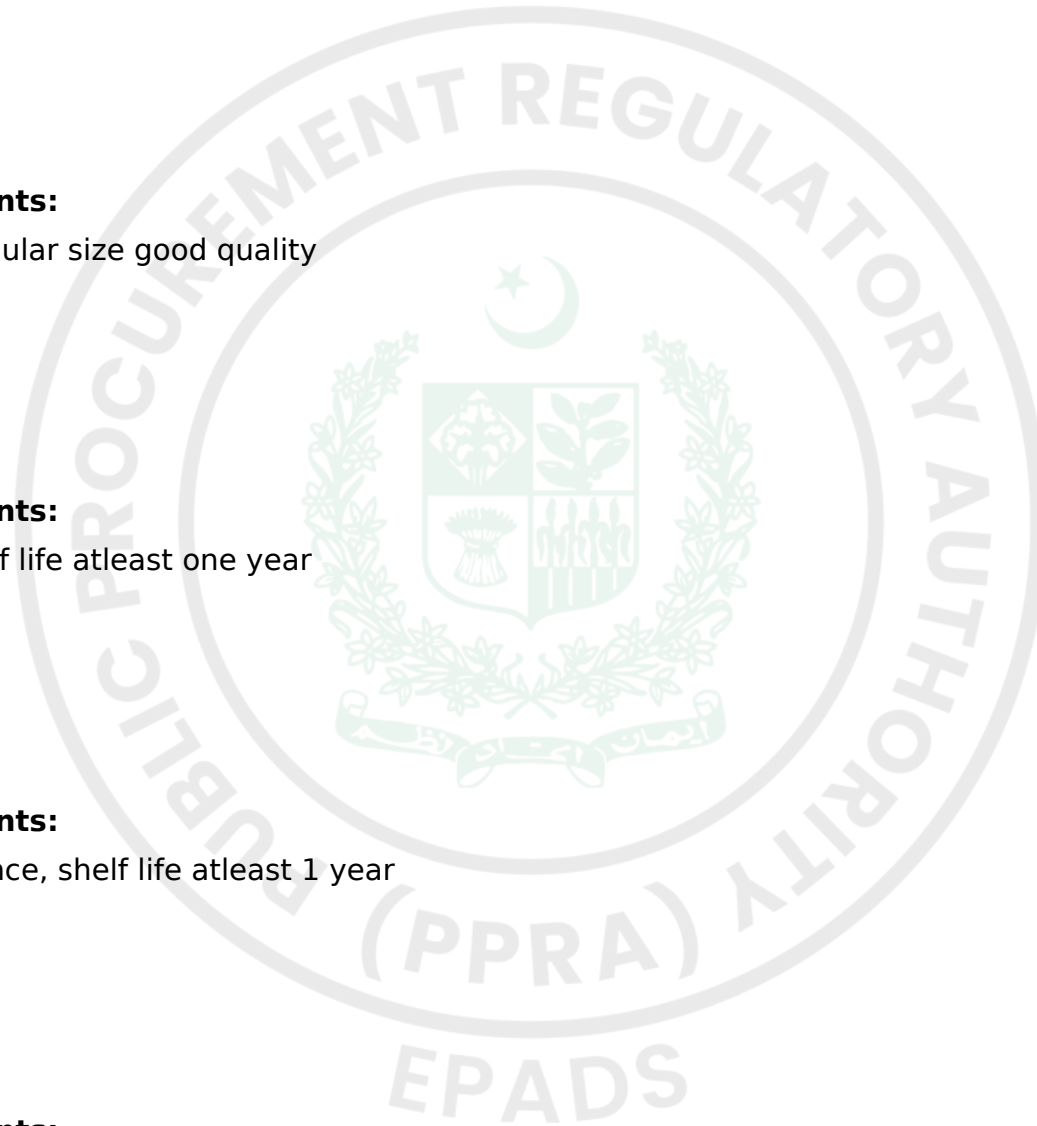 PUBLIC PROCUREMENT REGULATORY AUTHORITY
nts:
ular size good quality
nts:
f life atleast one year
nts:
nce, shelf life atleast 1 year
(PPRA)
EPADS